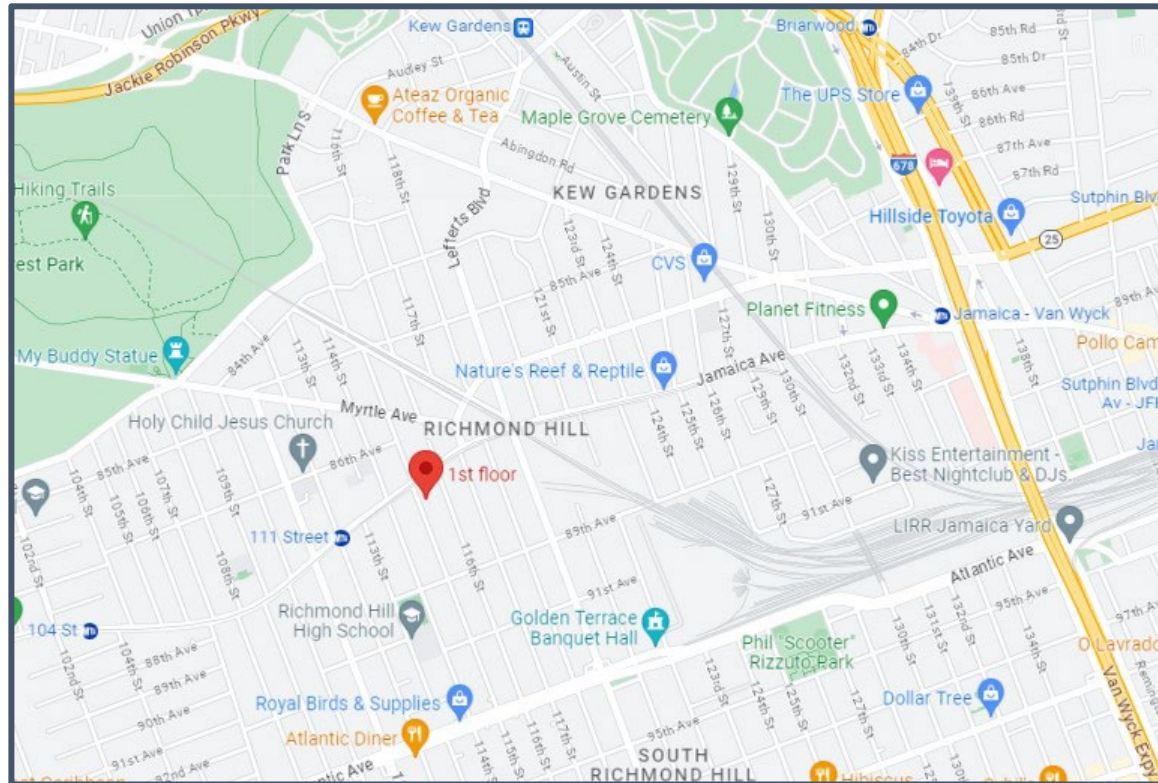 Union Tp
Jackie Robinson Pkwy
Kew Gardens
Audley St
Austin St
Ateaz Organic
Coffee & Tea
Park Ln S
116th St
118th St
Abingdon Rd
Maple Grove Cemetery
Briarwood
84th Dr
85th Rd
85th Dr
The UPS Store
139th St
86th Ave
86th Rd
87th Ave
87th Rd
678
Hillside Toyota
Sutphin Blv
25
KEW GARDENS
129th St
130th St
Hiking Trails
est Park
Lefferts Blvd
123rd St
124th St
85th Ave
121st St
117th St
CVS
Planet Fitness
Jamaica - Van Wyck
89th Ave
My Buddy Statue
84th Ave
113th St
114th St
Nature's Reef & Reptile
Jamaica Ave
127th St
130th St
129th St
132nd St
133rd St
134th St
138th St
Pollo Cam
Sutphin Blvd
Av - JFK
Myrtle Ave
RICHMOND HILL
Holy Child Jesus Church
86th Ave
1st floor
124th St
125th St
126th St
127th St
Kiss Entertainment -
Best Nightclub & DJs...
91st Ave
85th Ave
104th St
105th St
106th St
107th St
109th St
102nd St
111 Street
108th St
113th St
116th St
89th Ave
91st Ave
LIRR Jamaica Yard
Atlantic Ave
104 St
Richmond Hill
High School
Golden Terrace
Banquet Hall
Phil "Scooter"
Rizzuto Park
95th Ave
97th Ave
130th St
131st St
132nd St
134th St
O Lavrado
Remington
102nd St
104th St
88th Ave
89th Ave
90th Ave
91st Ave
92nd Ave
Royal Birds & Supplies
Atlantic Diner
114th St
115th St
117th St
123rd St
124th St
125th St
127th St
95th Ave
Dollar Tree
Van Wyck Expy
SOUTH
RICHMOND HILL
Hibiscus
tic Ave